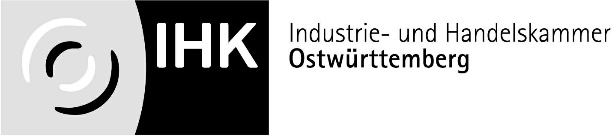 IHK
Industrie- und Handelskammer
Ostwürttemberg